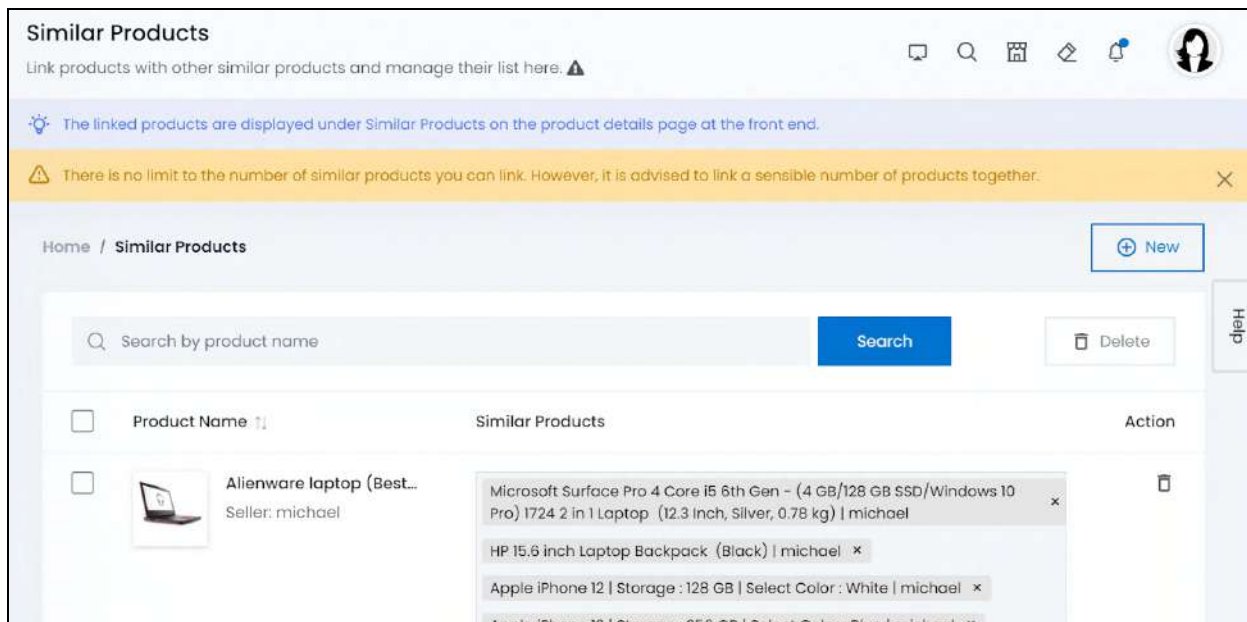 Similar Products
Link products with other similar products and manage their list here.
The linked products are displayed under Similar Products on the product details page at the front end.
There is no limit to the number of similar products you can link. However, it is advised to link a sensible number of products together.
Home / Similar Products
New
Help
Search by product name
Search
Delete
Product Name
Similar Products
Action
Alienware laptop (Best...
Seller: michael
Microsoft Surface Pro 4 Core i5 6th Gen - (4 GB/128 GB SSD/Windows 10
Pro) 1724 2 in 1 Laptop (12.3 Inch, Silver, 0.78 kg) | michael ×
HP 15.6 inch Laptop Backpack (Black) | michael ×
Apple iPhone 12 | Storage : 128 GB | Select Color : White | michael ×